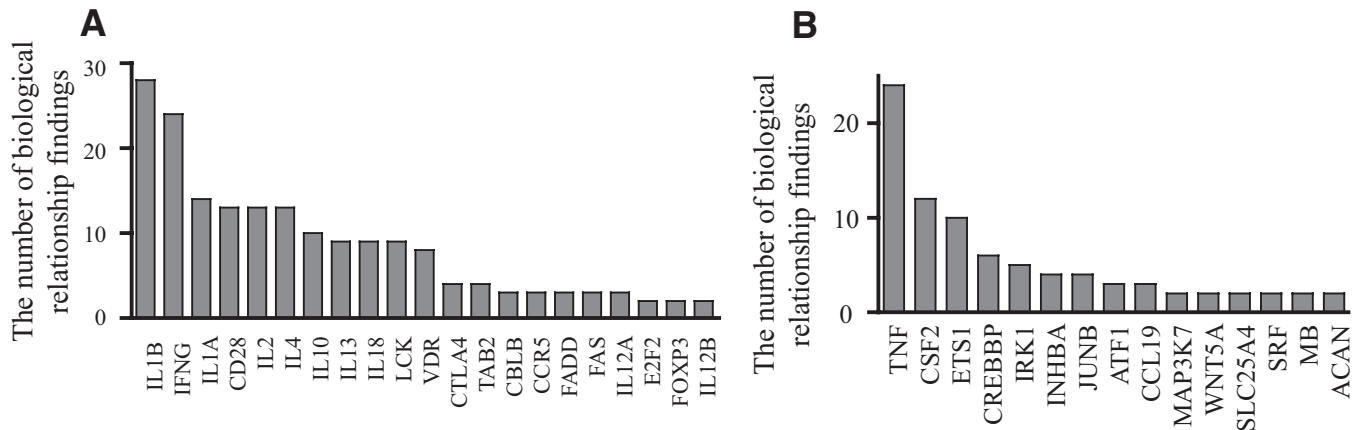 A
The number of biological
relationship findings
30
20
10
0
IL1B
IFNG
IL1A
CD28
IL2
IL4
IL10
IL13
IL18
LCK
VDR
CTLA4
TAB2
CBLB
CCR5
FADD
FAS
IL12A
E2F2
FOXP3
IL12B
B
The number of biological
relationship findings
20
10
0
TNF
CSF2
ETS1
CREBBP
IRK1
INHBA
JUNB
ATF1
CCL19
MAP3K7
WNT5A
SLC25A4
SRF
MB
ACAN